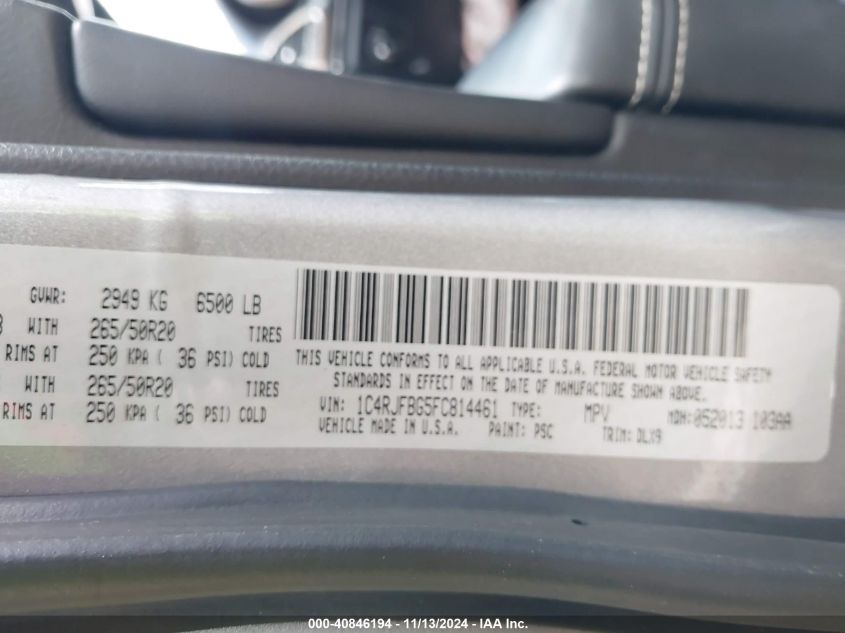 GVWR: 2949 KG 6500 LB
WITH 265/50R20 TIRES
RIMS AT 250 KPA ( 36 PSI) COLD
WITH 265/50R20 TIRES
RIMS AT 250 KPA ( 36 PSI) COLD
THIS VEHICLE CONFORMS TO ALL APPLICABLE U.S.A. FEDERAL MOTOR VEHICLE SAFETY
STANDARDS IN EFFECT ON THE DATE OF MANUFACTURE SHOWN ABOVE.
VIN: 1C4RJFBG5FC814461 TYPE: MPV MDH:052013 103AA
VEHICLE MADE IN U.S.A. PAINT: PSC TRIM: DLX9
000-40846194 - 11/13/2024 - IAA Inc.